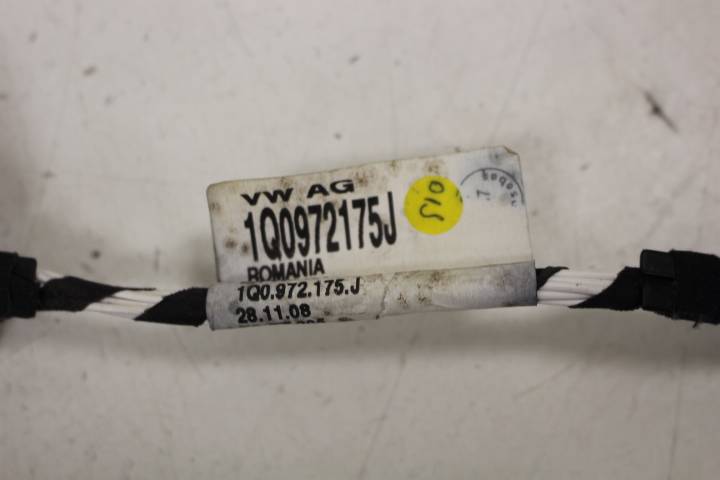 VW AG
1Q0972175J
ROMANIA
1Q0.972.175.J
28.11.08